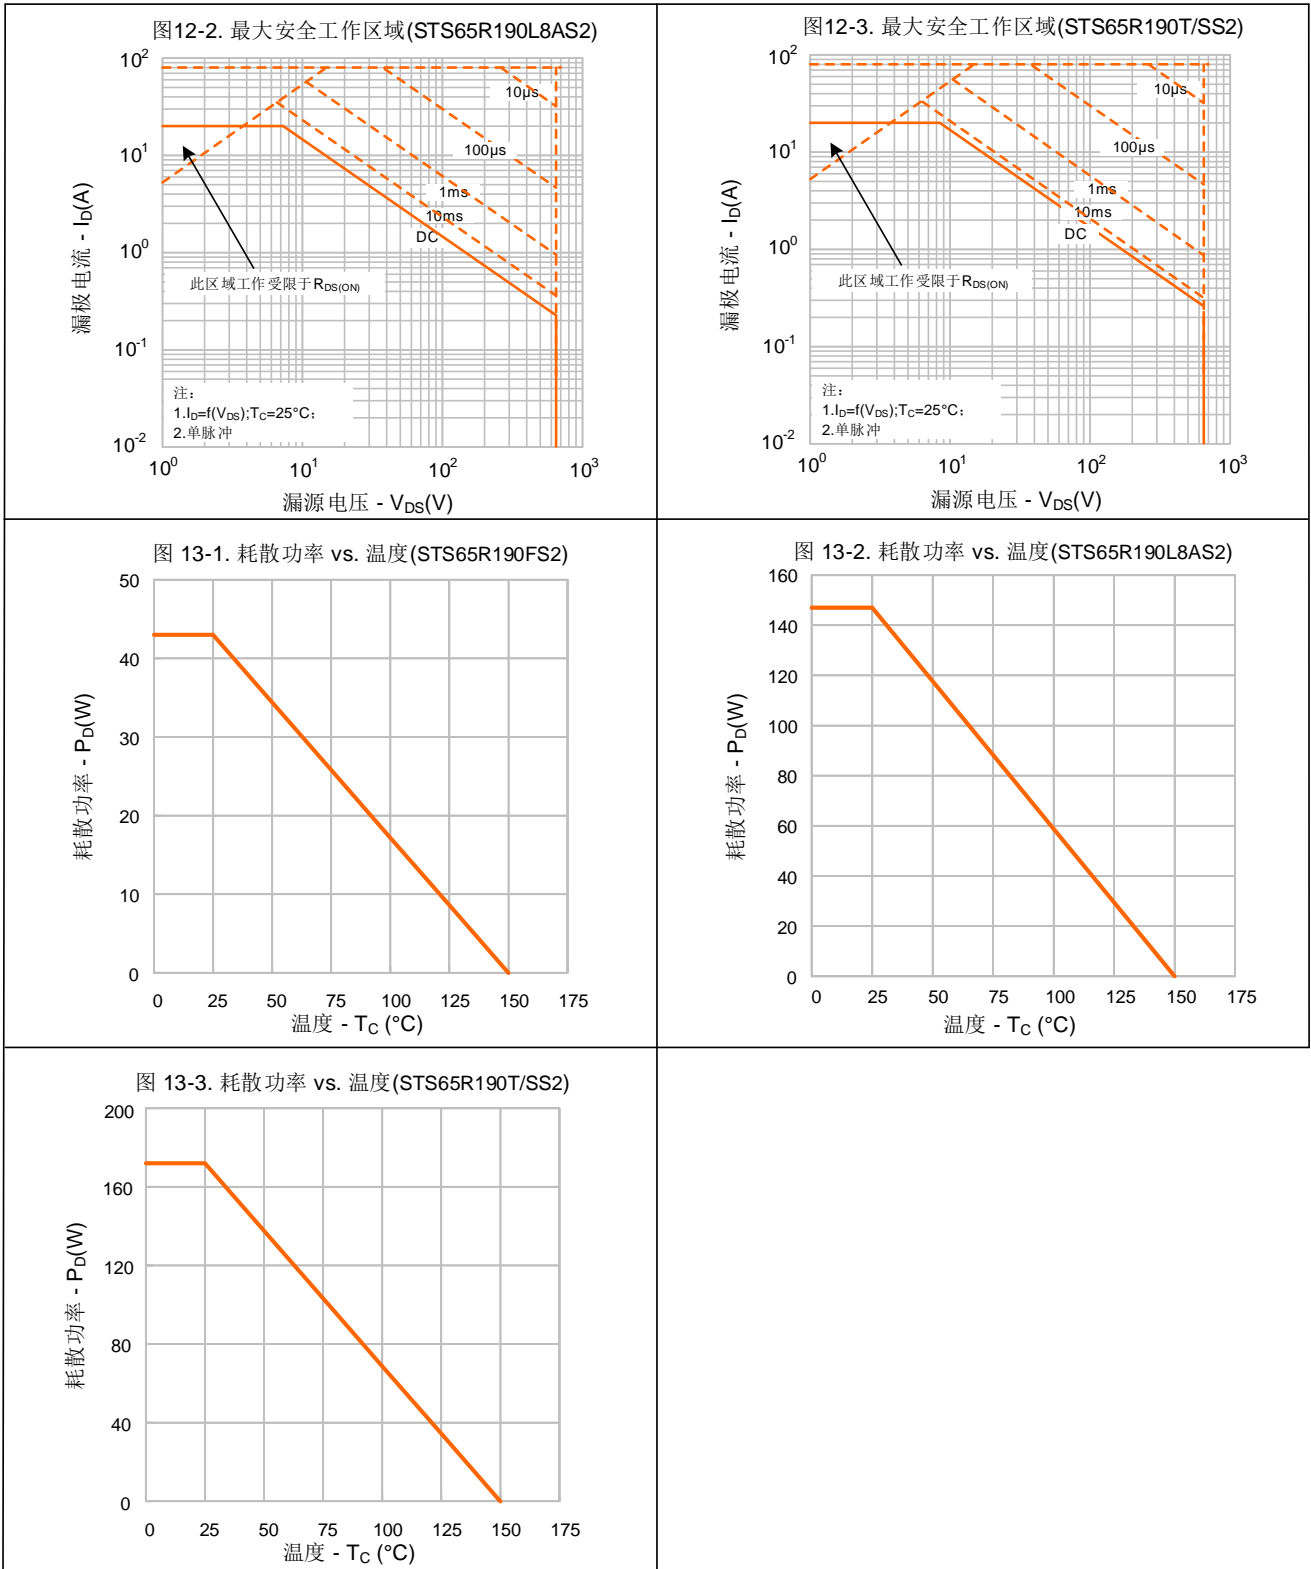 图12-2. 最大安全工作区域(STS65R190L8AS2)
漏极电流 - ID(A)
10²
10¹
10⁰
10⁻¹
10⁻²
10µs
100µs
1ms
10ms
DC
此区域工作受限于RDS(ON)
注：
1.ID=f(VDS);TC=25°C；
2.单脉冲
10⁰ 10¹ 10² 10³
漏源电压 - VDS(V)
图12-3. 最大安全工作区域(STS65R190T/SS2)
漏极电流 - ID(A)
10²
10¹
10⁰
10⁻¹
10⁻²
10µs
100µs
1ms
10ms
DC
此区域工作受限于RDS(ON)
注：
1.ID=f(VDS);TC=25°C；
2.单脉冲
10⁰ 10¹ 10² 10³
漏源电压 - VDS(V)
图 13-1. 耗散功率 vs. 温度(STS65R190FS2)
耗散功率 - PD(W)
50
40
30
20
10
0
0 25 50 75 100 125 150 175
温度 - TC (°C)
图 13-2. 耗散功率 vs. 温度(STS65R190L8AS2)
耗散功率 - PD(W)
160
140
120
100
80
60
40
20
0
0 25 50 75 100 125 150 175
温度 - TC (°C)
图 13-3. 耗散功率 vs. 温度(STS65R190T/SS2)
耗散功率 - PD(W)
200
160
120
80
40
0
0 25 50 75 100 125 150 175
温度 - TC (°C)